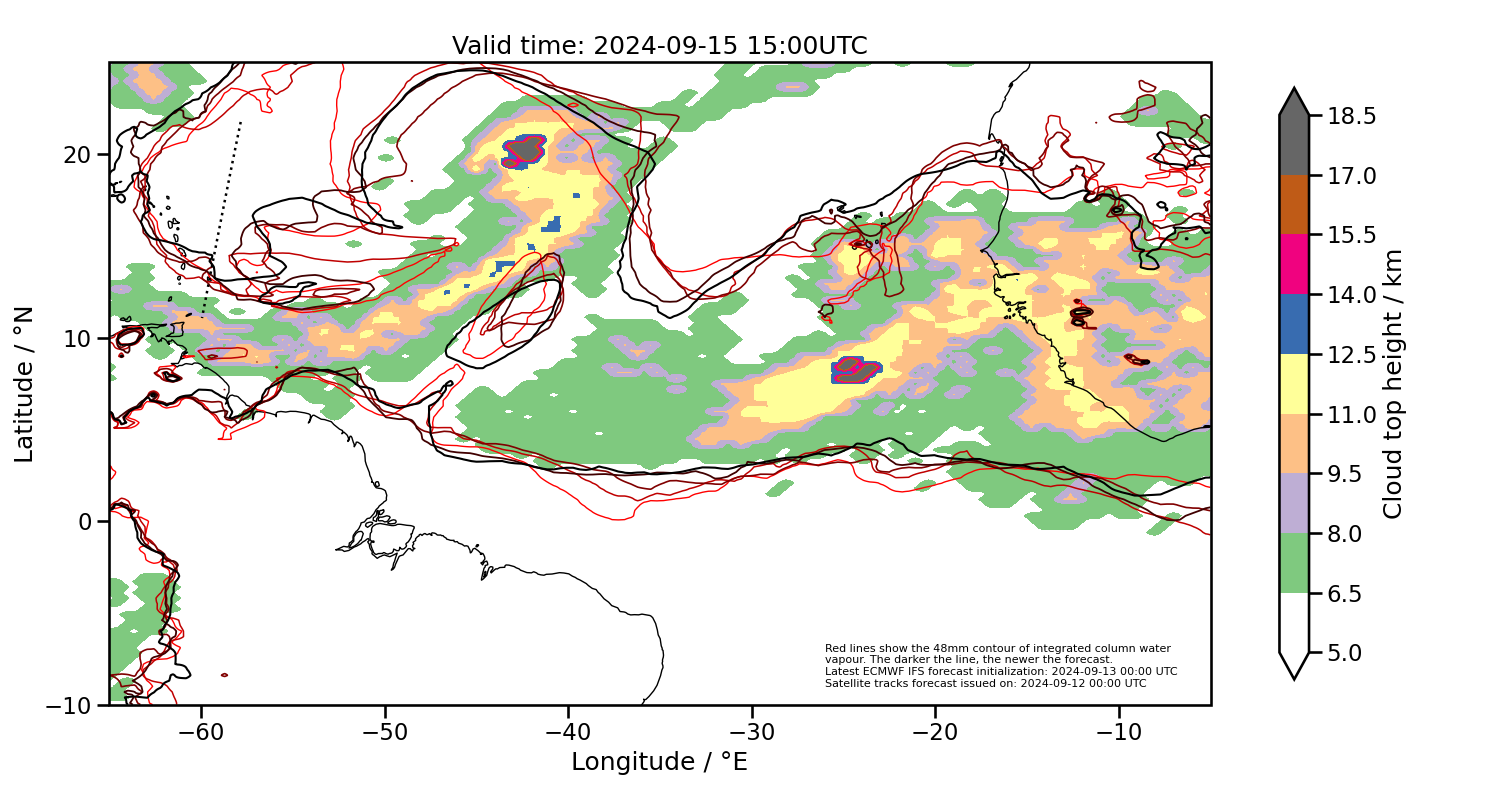 Valid time: 2024-09-15 15:00UTC
20
10
0
−10
Latitude / °N
−60
−50
−40
−30
−20
−10
Longitude / °E
18.5
17.0
15.5
14.0
12.5
11.0
9.5
8.0
6.5
5.0
Cloud top height / km
Red lines show the 48mm contour of integrated column water
vapour. The darker the line, the newer the forecast.
Latest ECMWF IFS forecast initialization: 2024-09-13 00:00 UTC
Satellite tracks forecast issued on: 2024-09-12 00:00 UTC